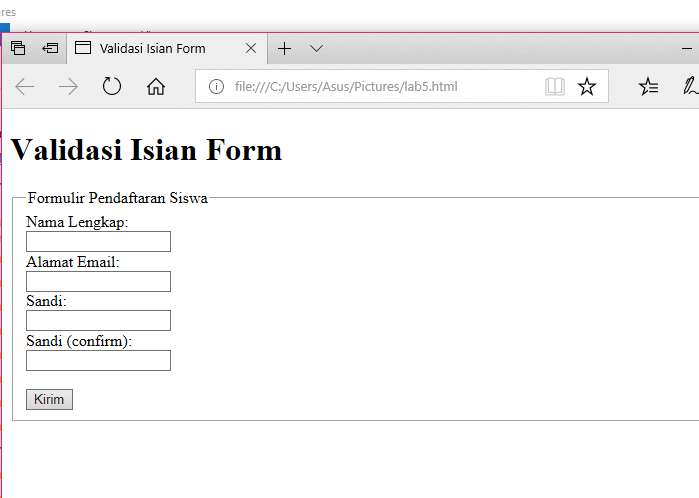 res
Validasi Isian Form
file:///C:/Users/Asus/Pictures/lab5.html
Validasi Isian Form
Formulir Pendaftaran Siswa
Nama Lengkap:
Alamat Email:
Sandi:
Sandi (confirm):
Kirim